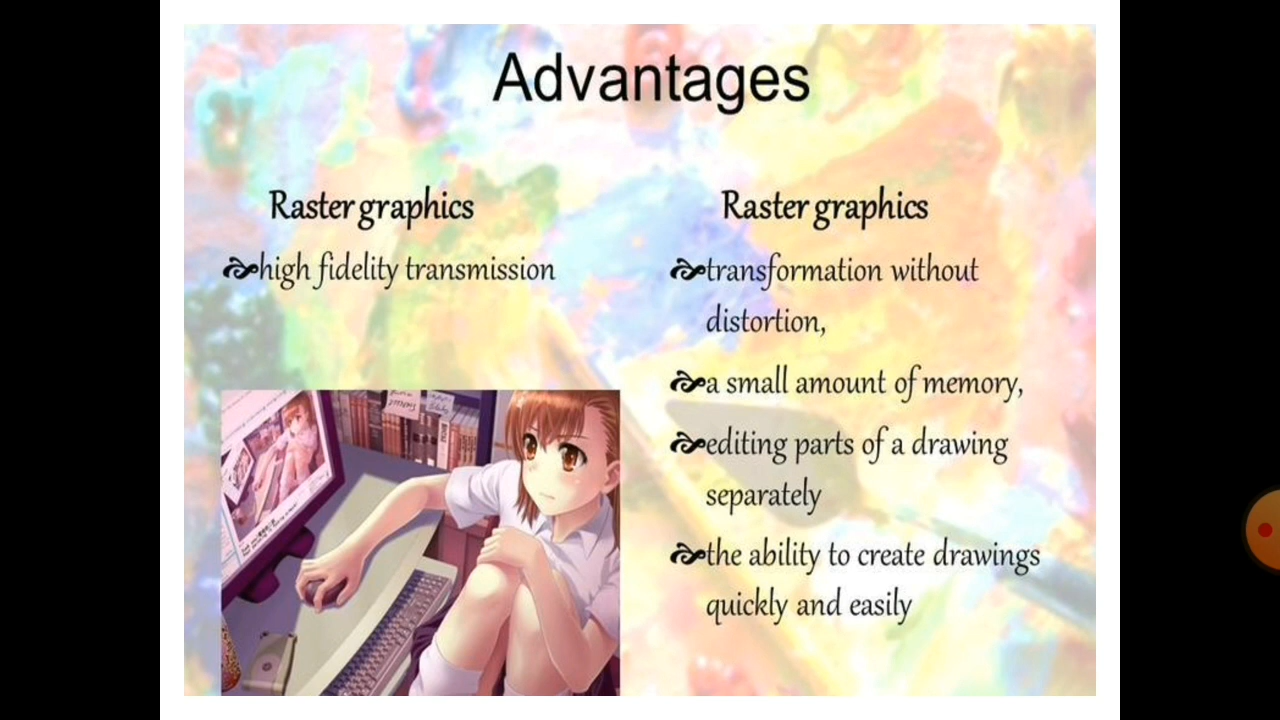 Advantages
Raster graphics
high fidelity transmission
Raster graphics
transformation without
distortion,
a small amount of memory,
editing parts of a drawing
separately
the ability to create drawings
quickly and easily